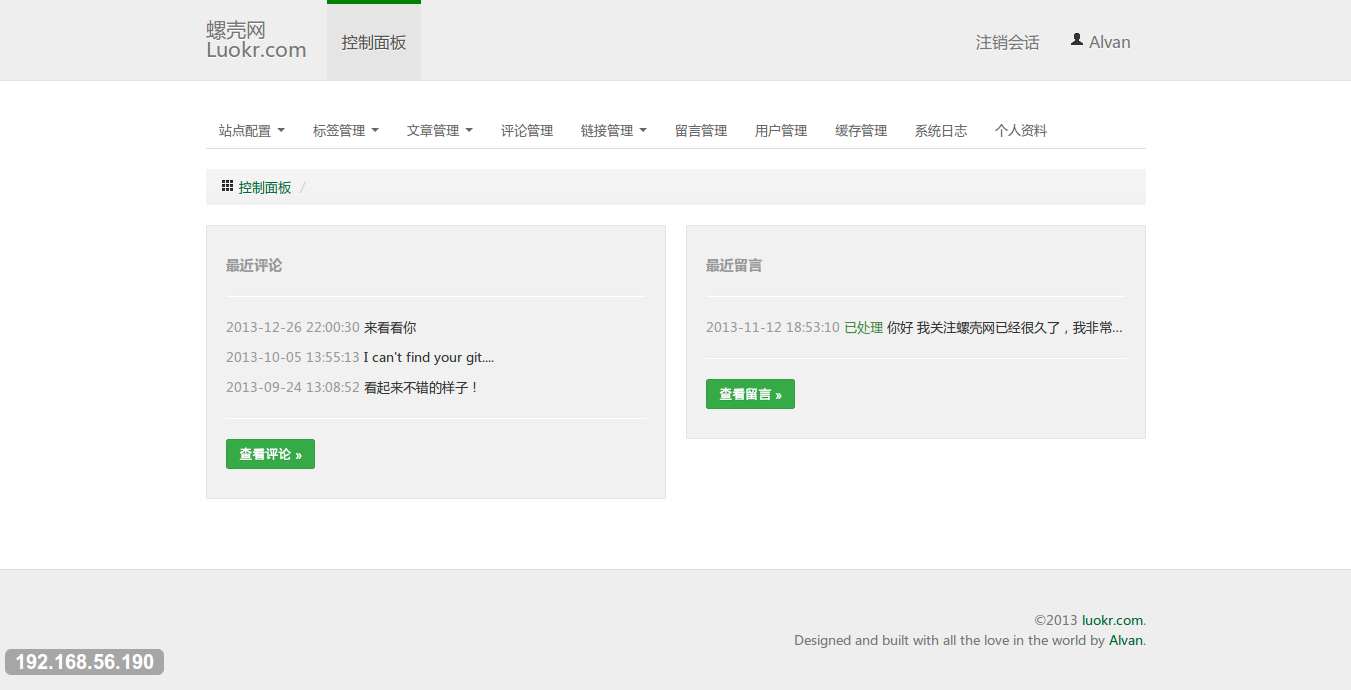 螺壳网
Luokr.com
控制面板
注销会话
Alvan
站点配置 标签管理 文章管理 评论管理 链接管理 留言管理 用户管理 缓存管理 系统日志 个人资料
控制面板 /
最近评论
2013-12-26 22:00:30 来看看你
2013-10-05 13:55:13 I can't find your git....
2013-09-24 13:08:52 看起来不错的样子！
查看评论 »
最近留言
2013-11-12 18:53:10 已处理 你好 我关注螺壳网已经很久了，我非常...
查看留言 »
©2013 luokr.com.
Designed and built with all the love in the world by Alvan.
192.168.56.190